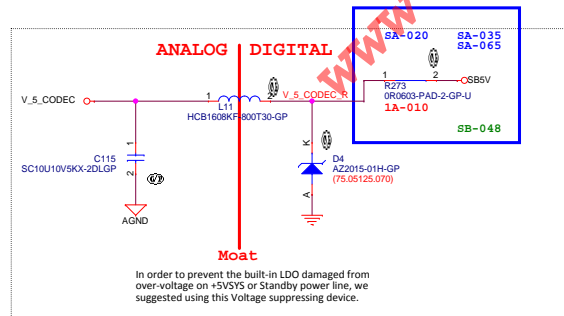 SA-020
SA-035
SA-065
ANALOG
DIGITAL
WWW
V_5_CODEC
1
L11
2
HCB1608KF-800T30-GP
V_5_CODEC_R
1
2
SB5V
R273
0R0603-PAD-2-GP-U
1A-010
SB-048
C115
SC10U10V5KX-2DLGP
1
2
AGND
K
D4
AZ2015-01H-GP
(75.05125.070)
A
Moat
In order to prevent the built-in LDO damaged from
over-voltage on +5VSYS or Standby power line, we
suggested using this Voltage suppressing device.